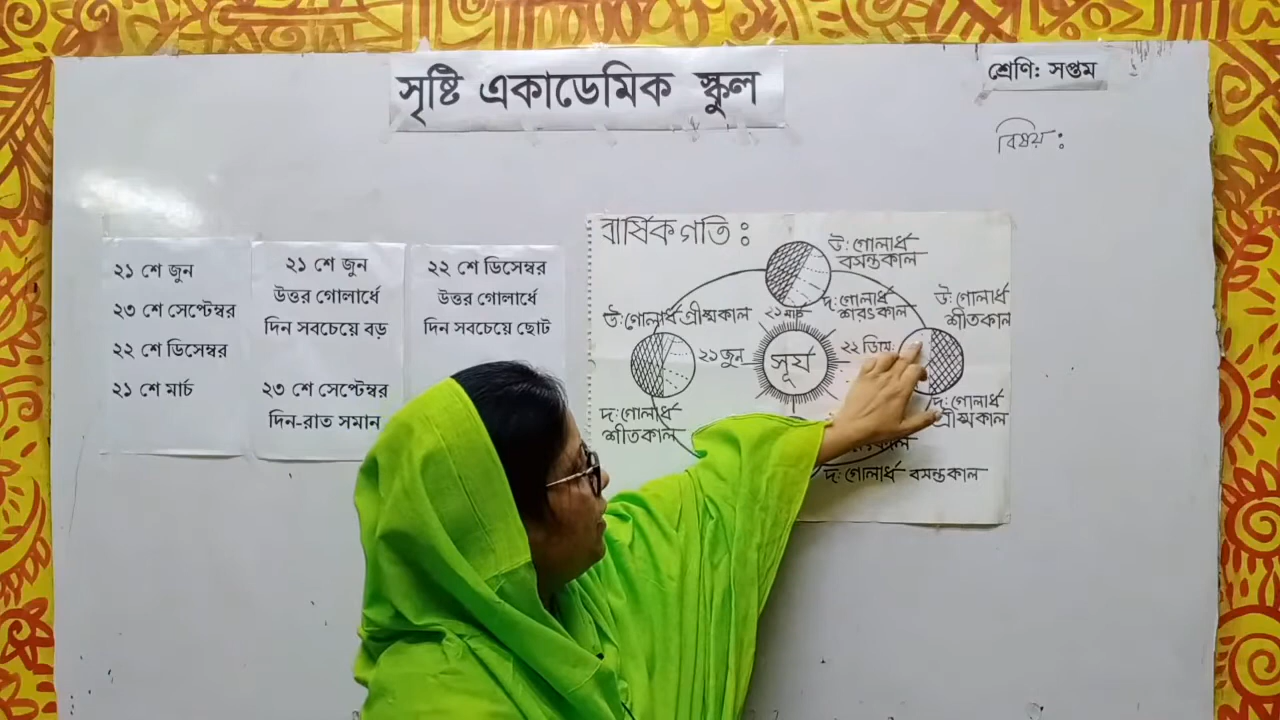 সৃষ্টি একাডেমিক স্কুল
শ্রেণি: সপ্তম
বিষয় :
২১ শে জুন
২৩ শে সেপ্টেম্বর
২২ শে ডিসেম্বর
২১ শে মার্চ
২১ শে জুন
উত্তর গোলার্ধে
দিন সবচেয়ে বড়
২৩ শে সেপ্টেম্বর
দিন-রাত সমান
২২ শে ডিসেম্বর
উত্তর গোলার্ধে
দিন সবচেয়ে ছোট
বার্ষিক গতি :
উ: গোলার্ধ
বসন্তকাল
দ: গোলার্ধ
শরৎকাল
২১ মার্চ
উ: গোলার্ধ
শীতকাল
উ: গোলার্ধ গ্রীষ্মকাল
২১ জুন
সূর্য
২২ ডিসে:
দ: গোলার্ধ
শীতকাল
দ: গোলার্ধ
গ্রীষ্মকাল
দ: গোলার্ধ বসন্তকাল